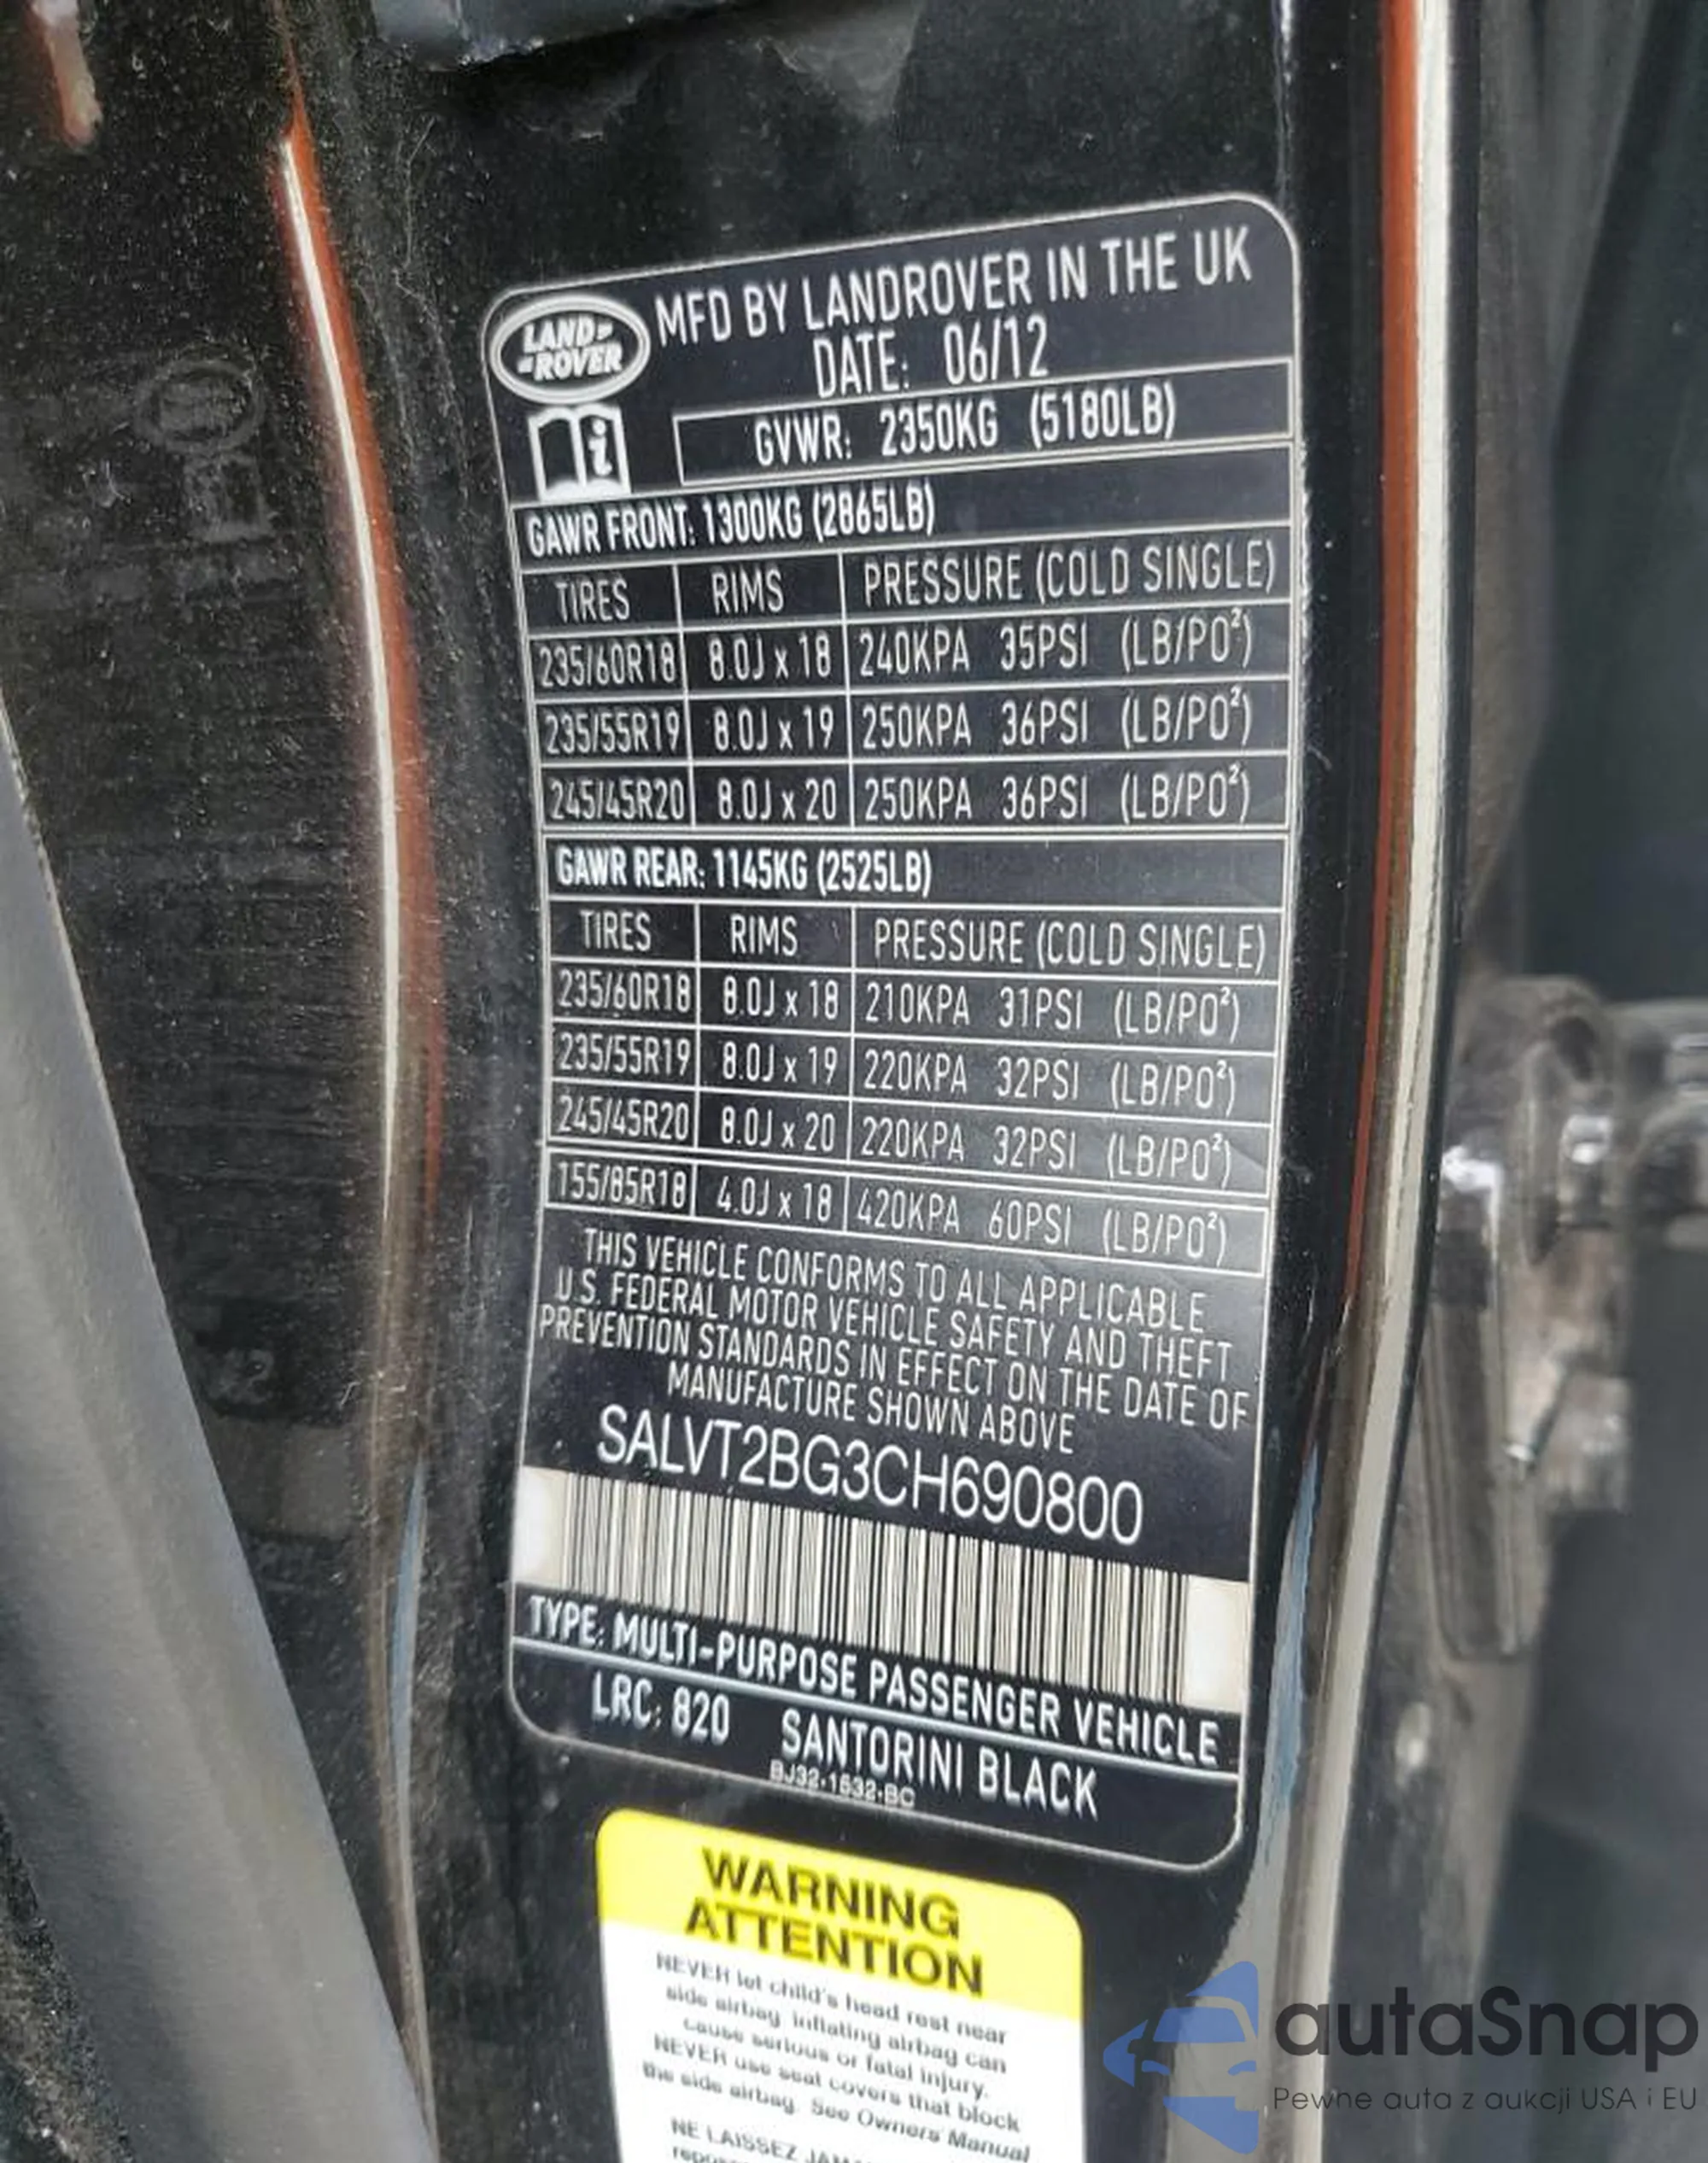 LAND-
-ROVER
MFD BY LANDROVER IN THE UK
DATE: 06/12
i
GVWR: 2350KG (5180LB)
GAWR FRONT: 1300KG (2865LB)
TIRES RIMS PRESSURE (COLD SINGLE)
235/60R18 8.0J x 18 240KPA 35PSI (LB/PO²)
235/55R19 8.0J x 19 250KPA 36PSI (LB/PO²)
245/45R20 8.0J x 20 250KPA 36PSI (LB/PO²)
GAWR REAR: 1145KG (2525LB)
TIRES RIMS PRESSURE (COLD SINGLE)
235/60R18 8.0J x 18 210KPA 31PSI (LB/PO²)
235/55R19 8.0J x 19 220KPA 32PSI (LB/PO²)
245/45R20 8.0J x 20 220KPA 32PSI (LB/PO²)
155/85R18 4.0J x 18 420KPA 60PSI (LB/PO²)
THIS VEHICLE CONFORMS TO ALL APPLICABLE
U.S. FEDERAL MOTOR VEHICLE SAFETY AND THEFT
PREVENTION STANDARDS IN EFFECT ON THE DATE OF
MANUFACTURE SHOWN ABOVE
SALVT2BG3CH690800
TYPE: MULTI-PURPOSE PASSENGER VEHICLE
LRC: 820 SANTORINI BLACK
BJ32-1532-BC
WARNING
ATTENTION
NEVER let child's head rest near
side airbag. Inflating airbag can
cause serious or fatal injury.
NEVER use seat covers that block
the side airbag. See Owners Manual
NE LAISSEZ
autaSnap
Pewne auta z aukcji USA i EU